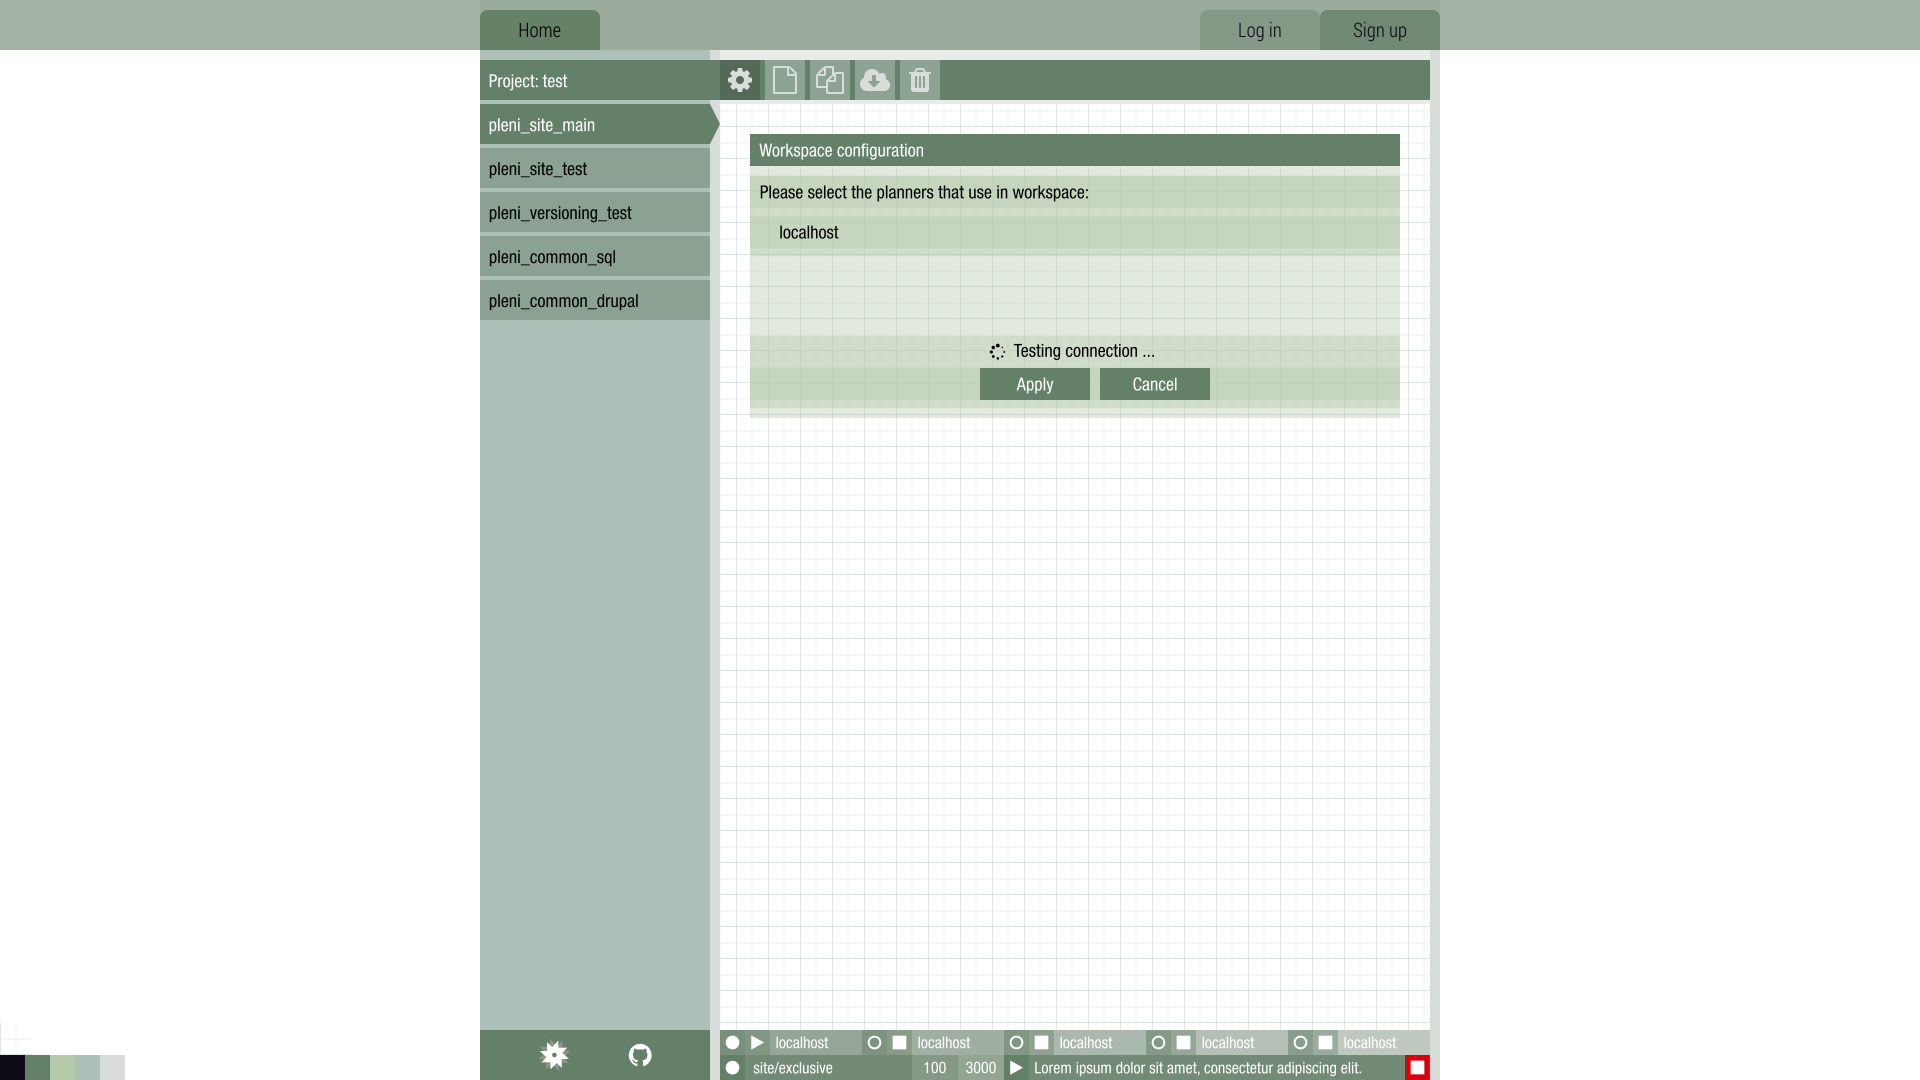 Home
Log in
Sign up
Project: test
pleni_site_main
pleni_site_test
pleni_versioning_test
pleni_common_sql
pleni_common_drupal
Workspace configuration
Please select the planners that use in workspace:
localhost
Testing connection ...
Apply
Cancel
localhost
localhost
localhost
localhost
localhost
site/exclusive
100
3000
Lorem ipsum dolor sit amet, consectetur adipiscing elit.